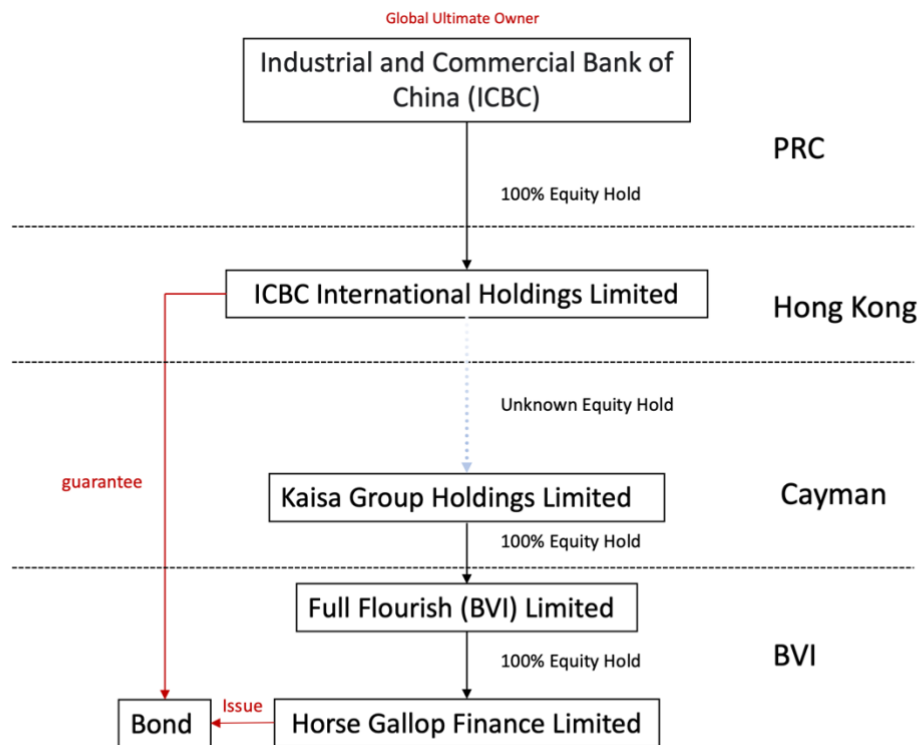 Global Ultimate Owner
Industrial and Commercial Bank of
China (ICBC)
PRC
100% Equity Hold
ICBC International Holdings Limited
Hong Kong
Unknown Equity Hold
guarantee
Kaisa Group Holdings Limited
Cayman
100% Equity Hold
Full Flourish (BVI) Limited
BVI
100% Equity Hold
Issue
Bond
Horse Gallop Finance Limited